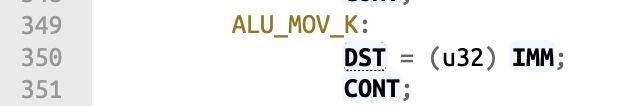 349 ALU_MOV_K:
350 DST = (u32) IMM;
351 CONT;